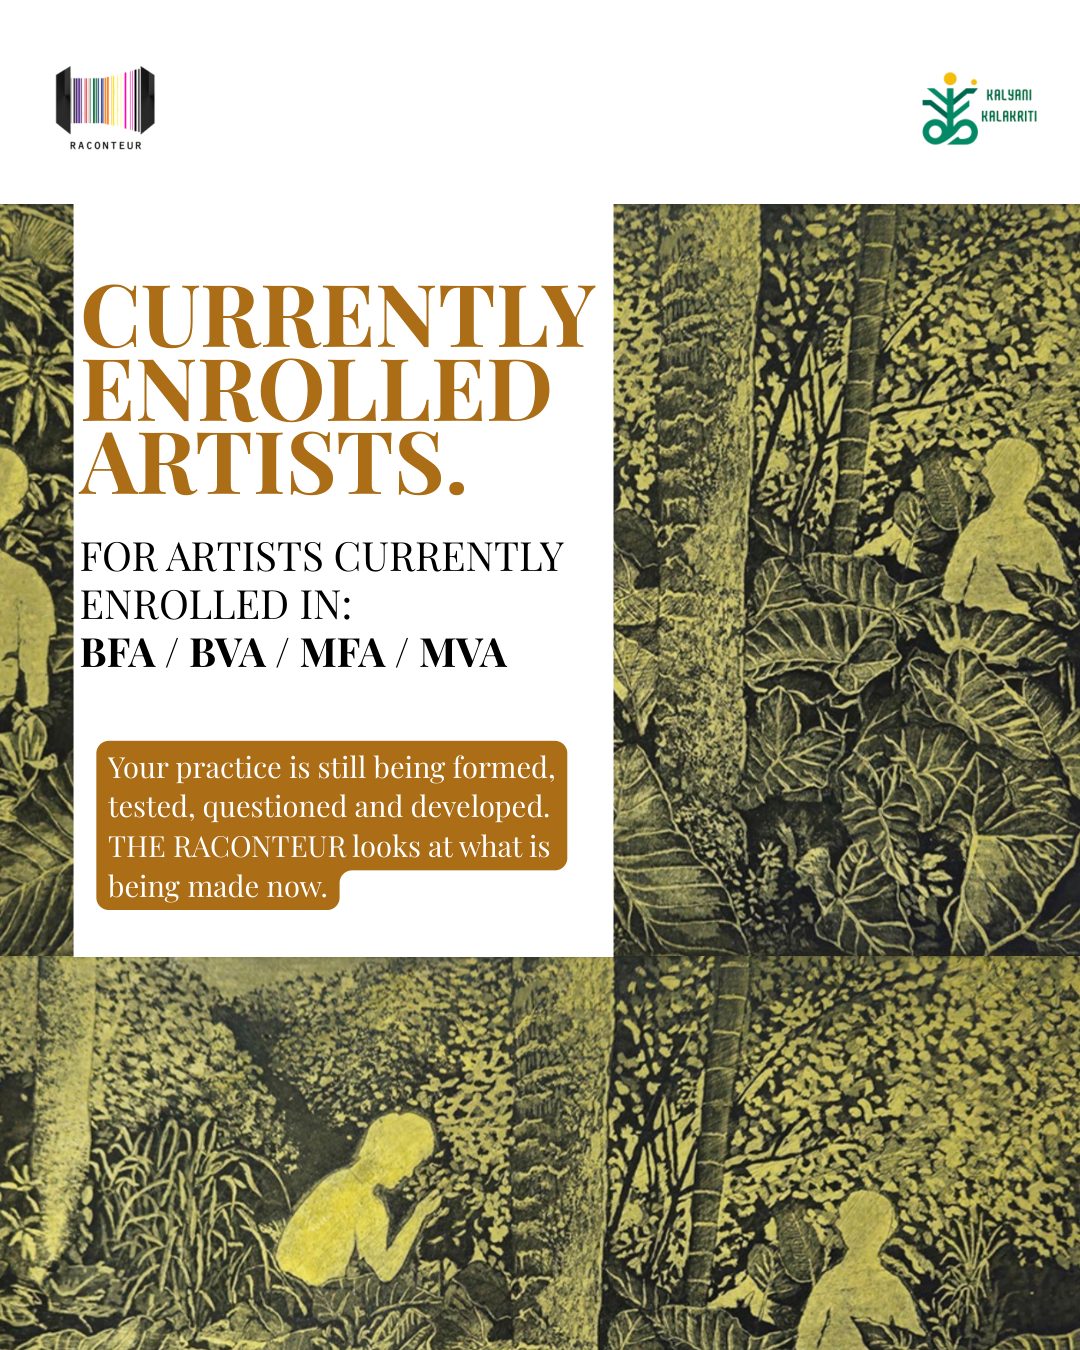 RACONTEUR
KALYANI
KALAKRITI
CURRENTLY
ENROLLED
ARTISTS.
FOR ARTISTS CURRENTLY
ENROLLED IN:
BFA / BVA / MFA / MVA
Your practice is still being formed,
tested, questioned and developed.
THE RACONTEUR looks at what is
being made now.